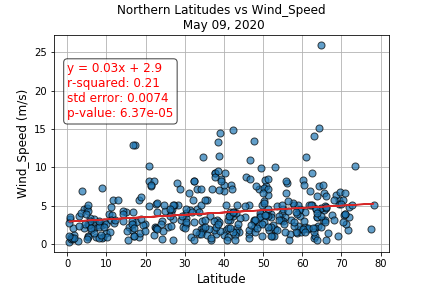 Northern Latitudes vs Wind_Speed
May 09, 2020
y = 0.03x + 2.9
r-squared: 0.21
std error: 0.0074
p-value: 6.37e-05
Wind_Speed (m/s)
25
20
15
10
5
0
0 10 20 30 40 50 60 70 80
Latitude